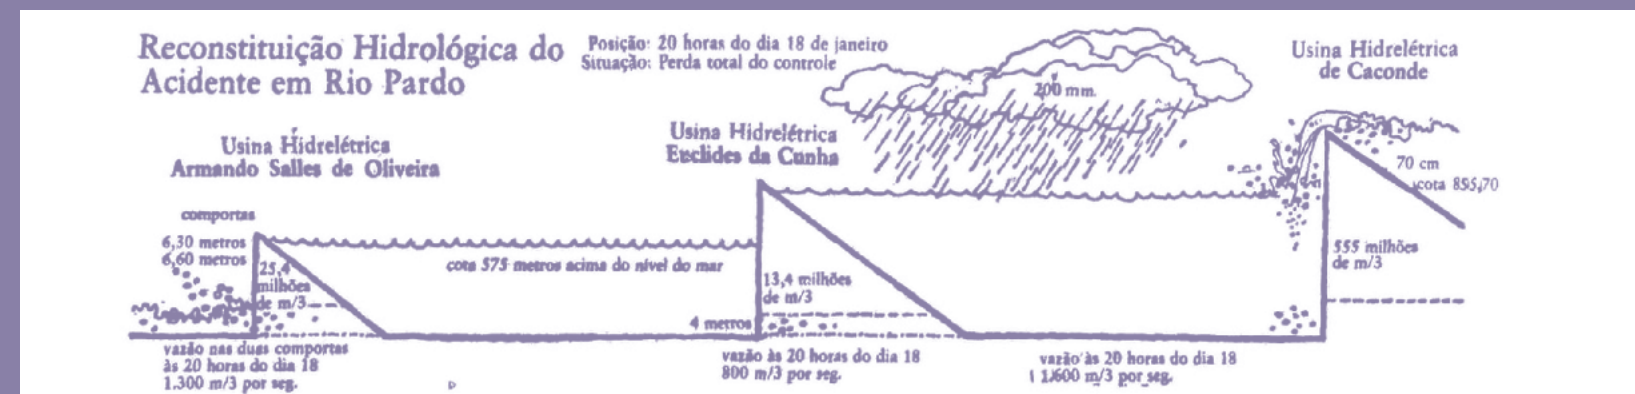 Reconstituição Hidrológica do
Acidente em Rio Pardo
Posição: 20 horas do dia 18 de janeiro
Situação: Perda total do controle
200 mm.
Usina Hidrelétrica
de Caconde
Usina Hidrelétrica
Armando Salles de Oliveira
Usina Hidrelétrica
Euclides da Cunha
70 cm
cota 855,70
comportas
6,30 metros
6,60 metros
25,4
milhões
de m/3
cota 575 metros acima do nível do mar
13,4 milhões
de m/3
4 metros
555 milhões
de m/3
vazão nas duas comportas
às 20 horas do dia 18
1.300 m/3 por seg.
vazão às 20 horas do dia 18
800 m/3 por seg.
vazão às 20 horas do dia 18
1.600 m/3 por seg.